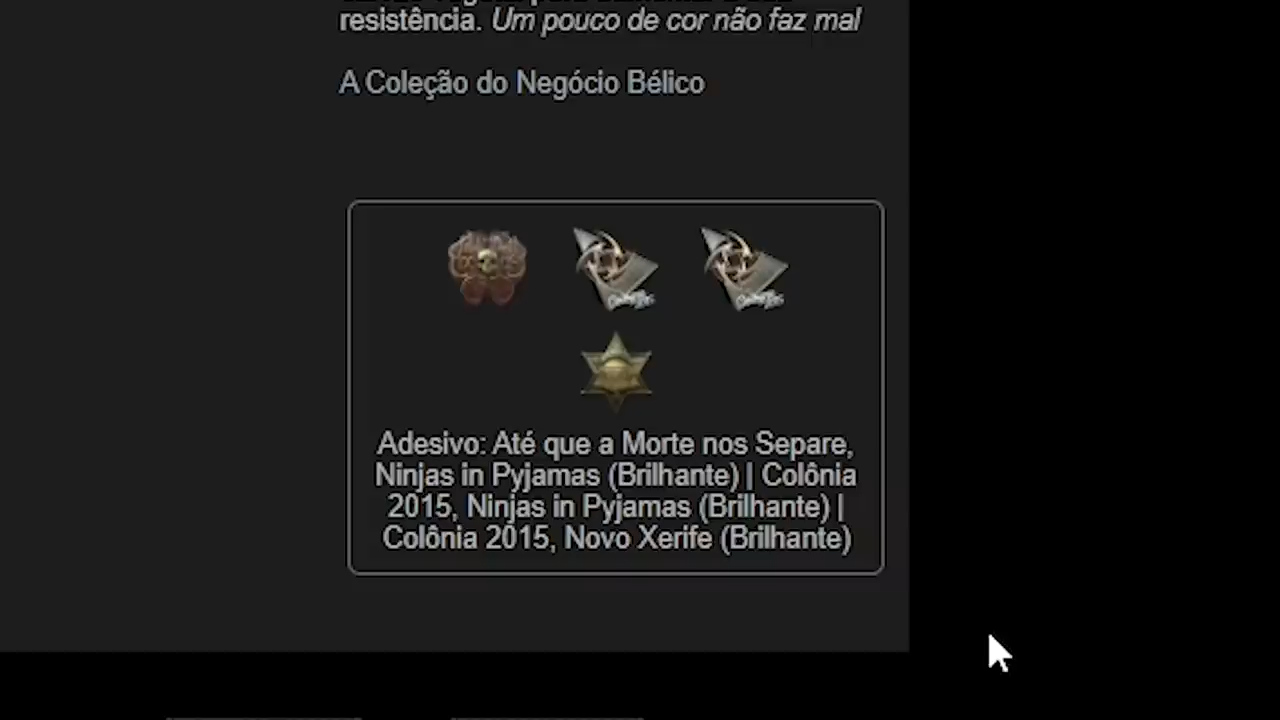 resistência. Um pouco de cor não faz mal
A Coleção do Negócio Bélico
Adesivo: Até que a Morte nos Separe,
Ninjas in Pyjamas (Brilhante) | Colônia
2015, Ninjas in Pyjamas (Brilhante) |
Colônia 2015, Novo Xerife (Brilhante)